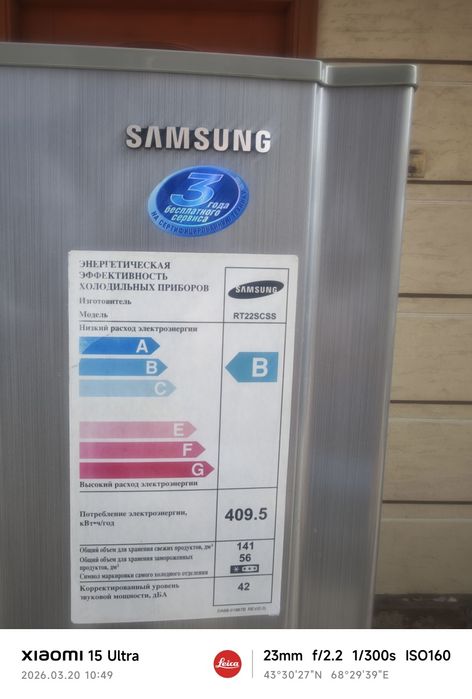 SAMSUNG
3
года
бесплатного
сервиса
ЭНЕРГЕТИЧЕСКАЯ
ЭФФЕКТИВНОСТЬ
ХОЛОДИЛЬНЫХ ПРИБОРОВ
Изготовитель
SAMSUNG
Модель
RT22SCSS
Низкий расход электроэнергии
A
B
B
C
E
F
G
Высокий расход электроэнергии
Потребление электроэнергии,
кВт•ч/год
409.5
Общий объем для хранения свежих продуктов, дм³
141
Общий объем для хранения замороженных
продуктов, дм³
56
Символ маркировки самого холодного отделения
Корректированный уровень
звуковой мощности, дБА
42
XIAOMI 15 Ultra
2026.03.20 10:49
Leica
23mm f/2.2 1/300s ISO160
43°30'27"N 68°29'39"E